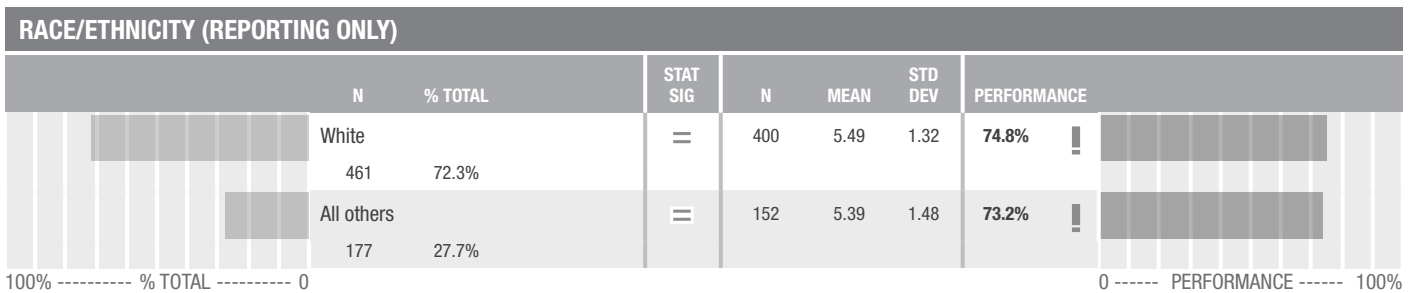 RACE/ETHNICITY (REPORTING ONLY)
N % TOTAL STAT SIG N MEAN STD DEV PERFORMANCE
White = 400 5.49 1.32 74.8% !
461 72.3%
All others = 152 5.39 1.48 73.2% !
177 27.7%
100% ---------- % TOTAL ---------- 0 0 ------ PERFORMANCE ------ 100%